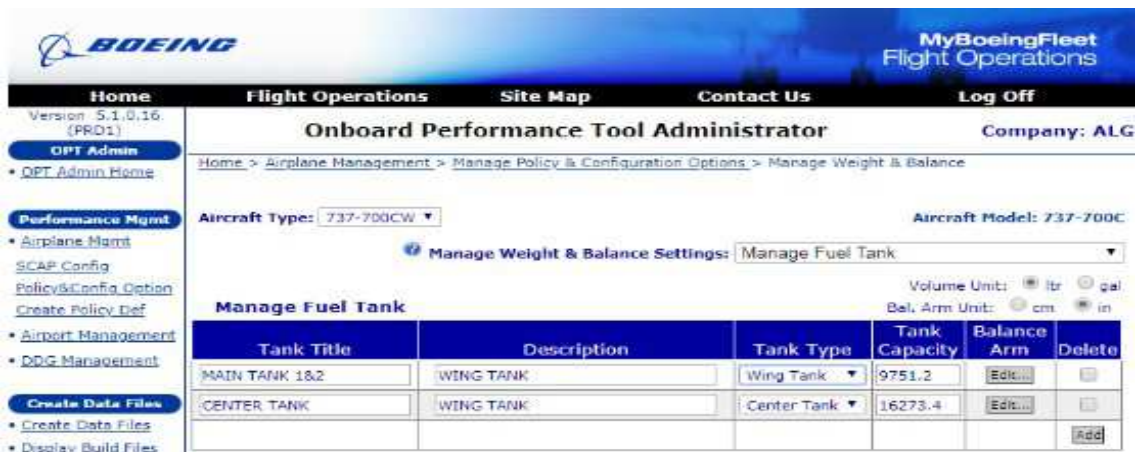 BOEING
MyBoeingFleet
Flight Operations
Home Flight Operations Site Map Contact Us Log Off
Version 5.1.0.16
(PRD1)
OPT Admin
• OPT Admin Home
Performance Mgmt
• Airplane Mgmt
SCAP Config
Policy&Config Option
Create Policy Def
• Airport Management
• DDG Management
Create Data Files
• Create Data Files
• Display Build Files
Onboard Performance Tool Administrator Company: ALG
Home > Airplane Management > Manage Policy & Configuration Options > Manage Weight & Balance
Aircraft Type: 737-700CW Aircraft Model: 737-700C
Manage Weight & Balance Settings: Manage Fuel Tank
Volume Unit: ltr gal
Manage Fuel Tank Bal. Arm Unit: cm in
Tank Title Description Tank Type Tank Capacity Balance Arm Delete
MAIN TANK 1&2 WING TANK Wing Tank 9751.2 Edit...
CENTER TANK WING TANK Center Tank 16273.4 Edit...
Add